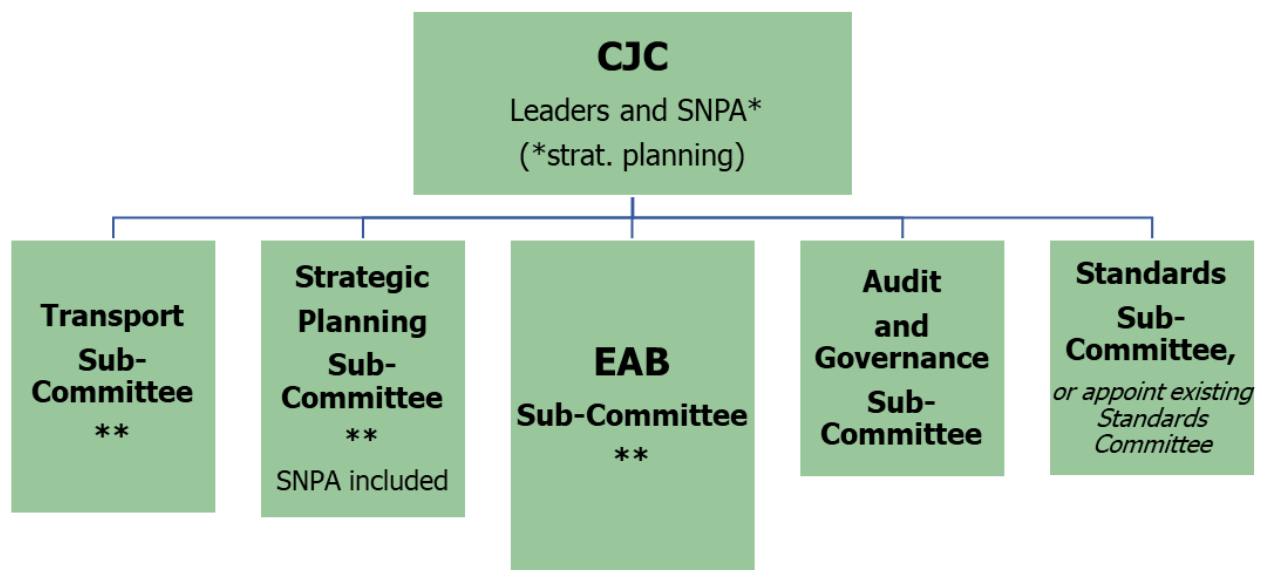 CJC
Leaders and SNPA*
(*strat. planning)
Transport
Sub-
Committee
**
Strategic
Planning
Sub-
Committee
**
SNPA included
EAB
Sub-Committee
**
Audit
and
Governance
Sub-
Committee
Standards
Sub-
Committee,
or appoint existing
Standards
Committee